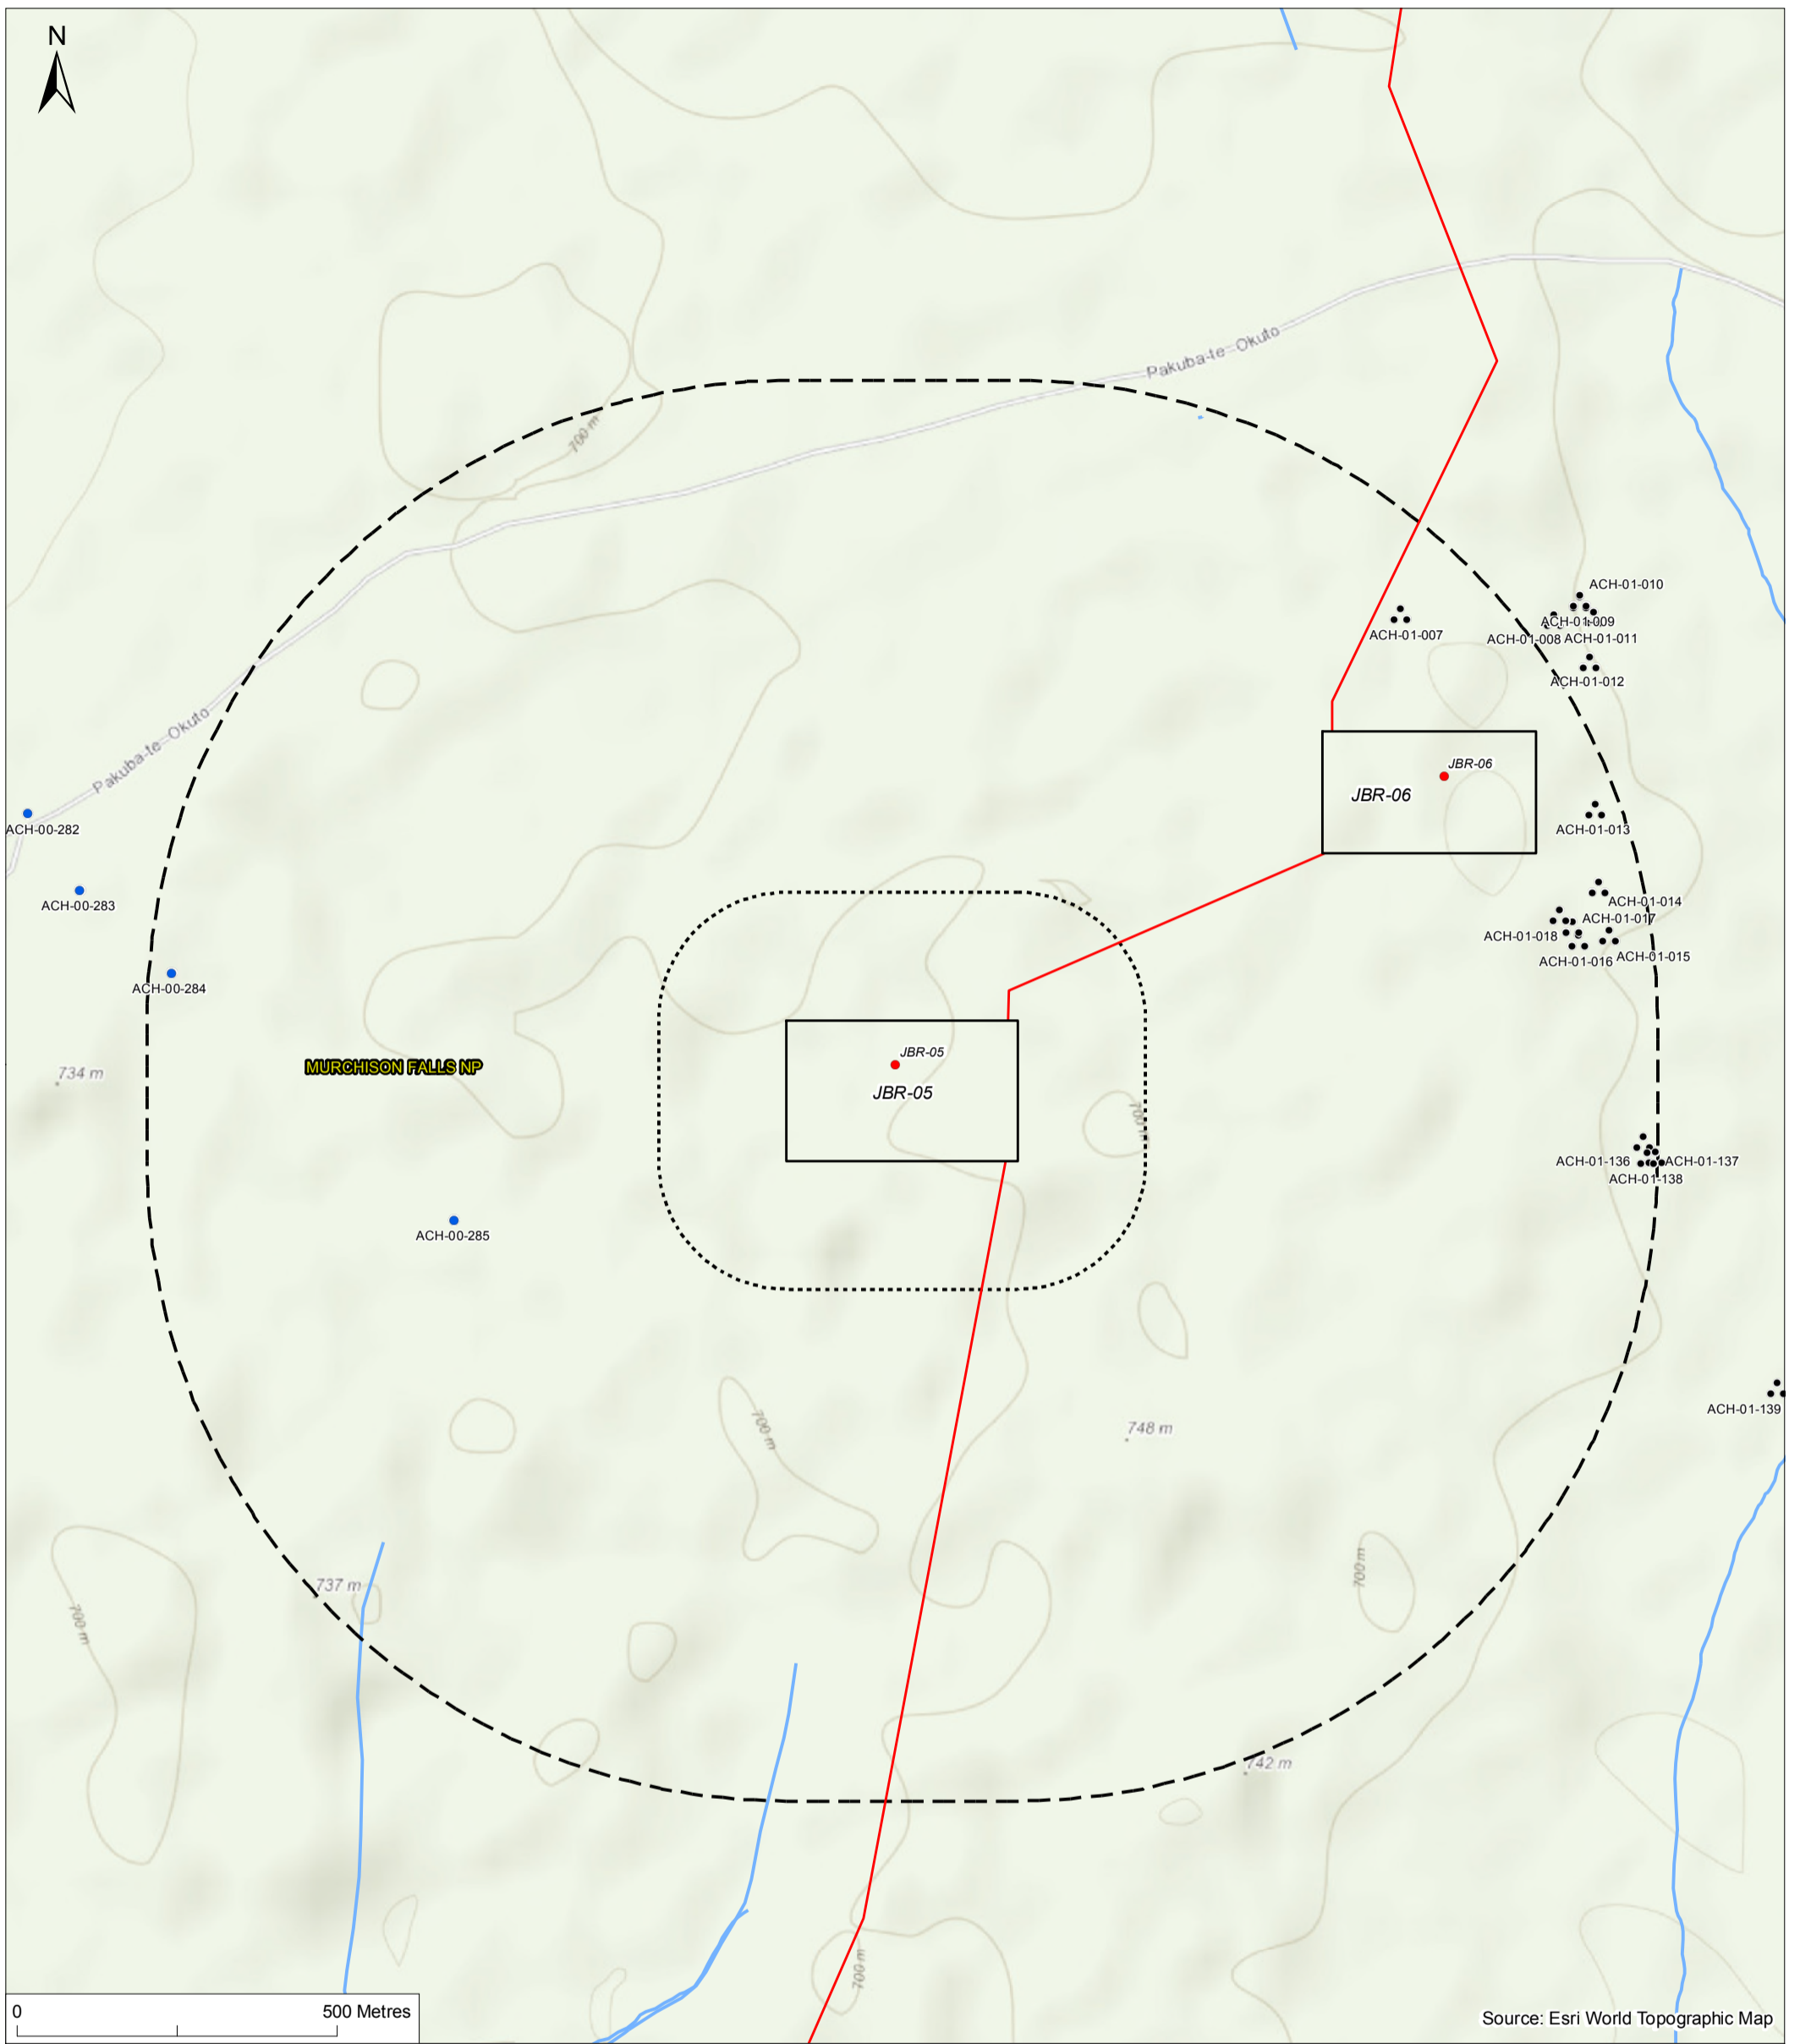 N
Pakuba-te- Okuto
700 m
ACH-01-010
ACH-01-009
ACH-01-007
ACH-01-008
ACH-01-011
ACH-01-012
Pakuba-te- Okuto
JBR-06
JBR-06
ACH-01-013
ACH-00-282
ACH-00-283
ACH-01-014
ACH-01-017
ACH-01-018
ACH-01-016
ACH-01-015
ACH-00-284
JBR-05
JBR-05
MURCHISON FALLS NP
734 m
700 m
ACH-01-136
ACH-01-137
ACH-01-138
ACH-00-285
ACH-01-139
700 m
748 m
700 m
737 m
700 m
742 m
700 m
0
500 Metres
Source: Esri World Topographic Map